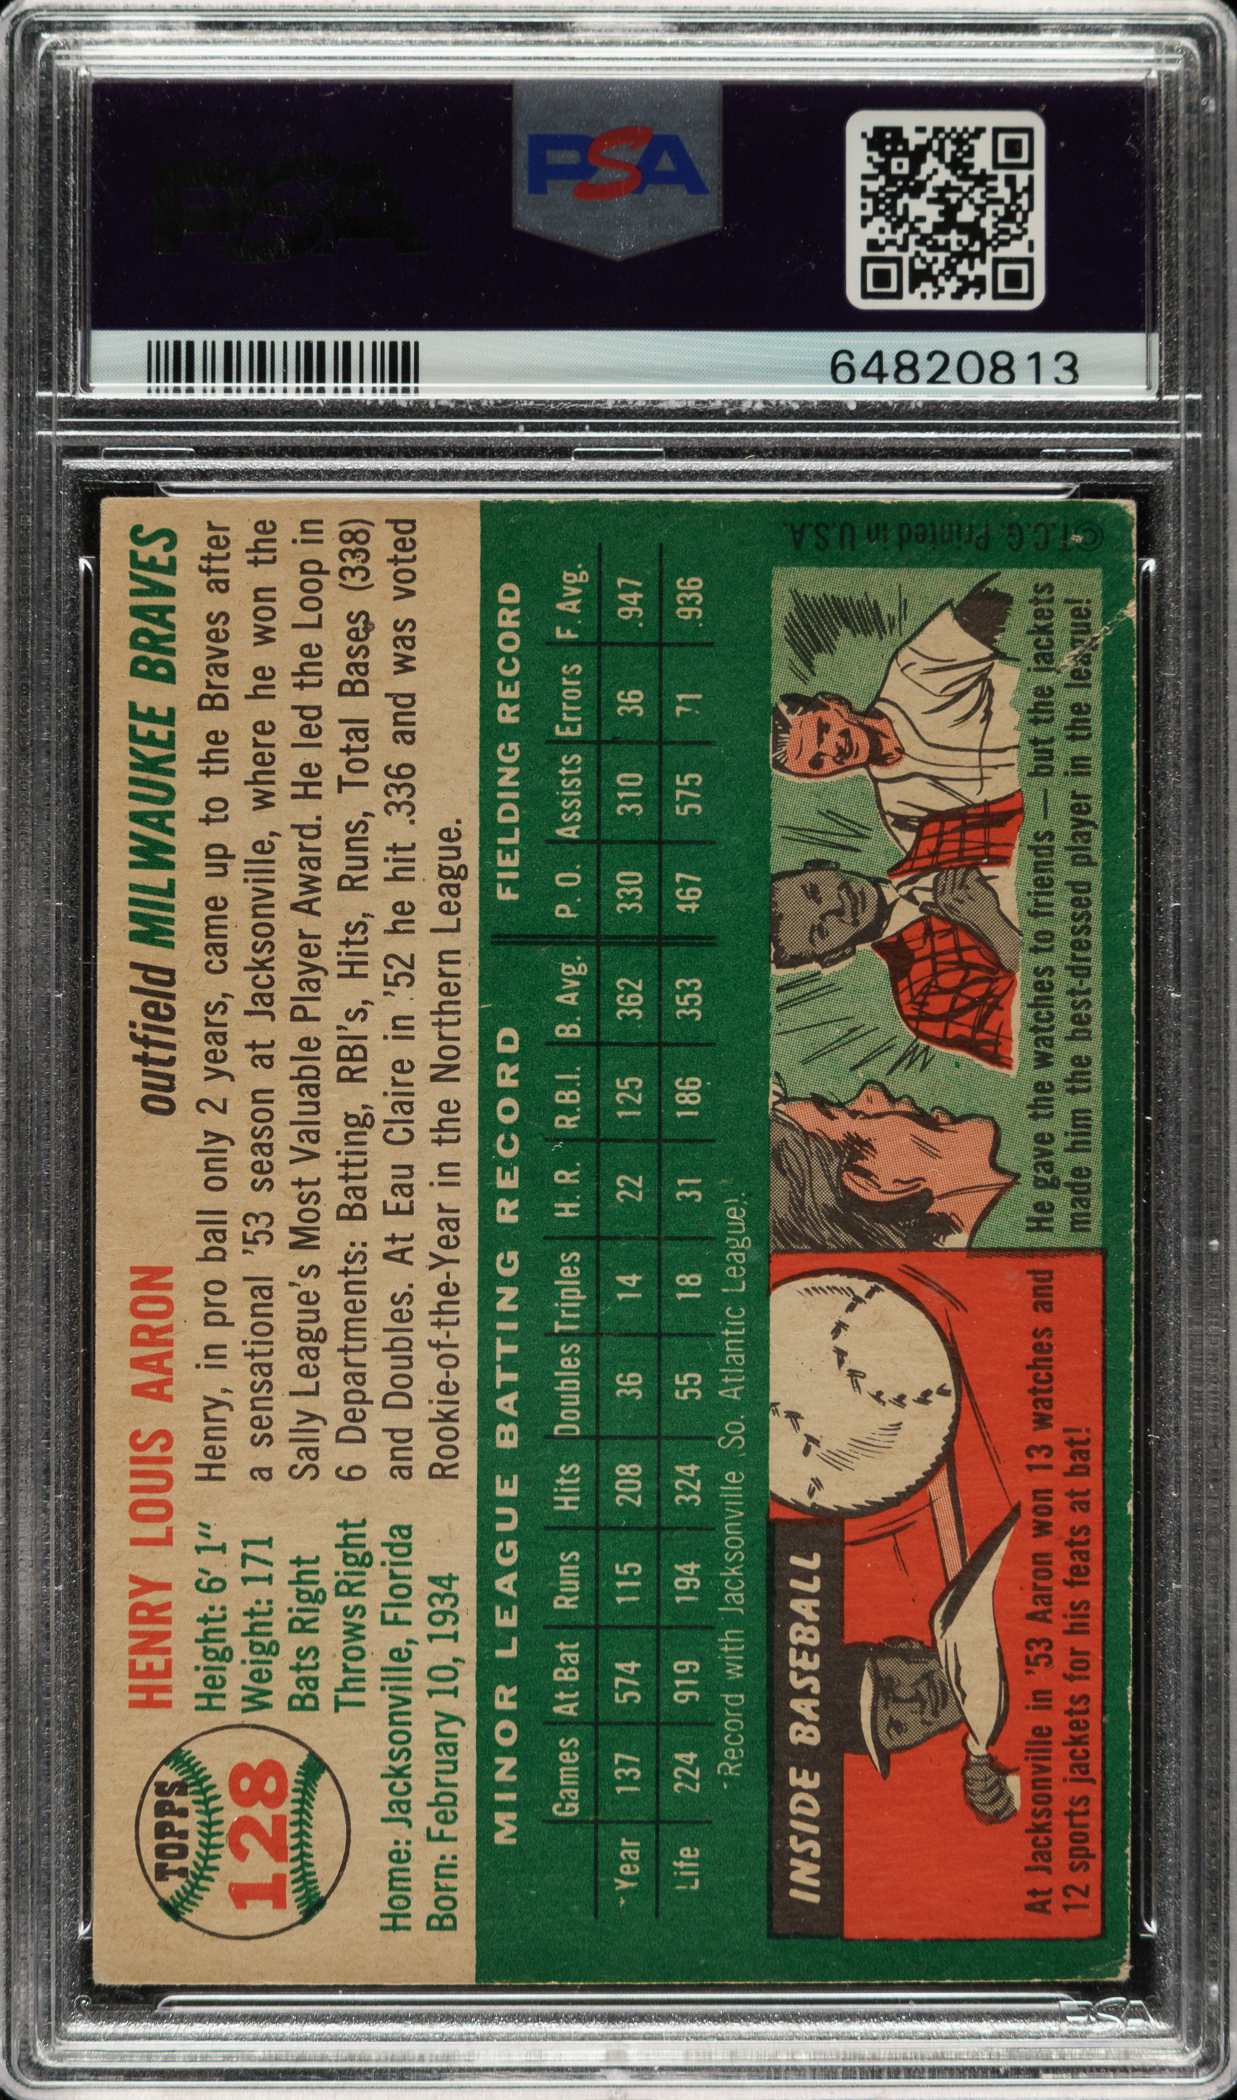 PSA
PSA
64820813
TOPPS
128
HENRY LOUIS AARON
outfield MILWAUKEE BRAVES
Height: 6' 1"
Weight: 171
Bats Right
Throws Right
Home: Jacksonville, Florida
Born: February 10, 1934
Henry, in pro ball only 2 years, came up to the Braves after
a sensational '53 season at Jacksonville, where he won the
Sally League's Most Valuable Player Award. He led the Loop in
6 Departments: Batting, RBI's, Hits, Runs, Total Bases (338)
and Doubles. At Eau Claire in '52 he hit .336 and was voted
Rookie-of-the-Year in the Northern League.
MINOR LEAGUE BATTING RECORD FIELDING RECORD
Games At Bat Runs Hits Doubles Triples H. R. R.B.I. B. Avg. P. O. Assists Errors F. Avg.
Year 137 574 115 208 36 14 22 125 .362 330 310 36 .947
Life 224 919 194 324 55 18 31 186 .353 467 575 71 .936
Record with Jacksonville So. Atlantic League!
INSIDE BASEBALL
At Jacksonville in '53 Aaron won 13 watches and
12 sports jackets for his feats at bat!
He gave the watches to friends — but the jackets
made him the best-dressed player in the league!
©T.C.G. Printed in U.S.A.
PSA